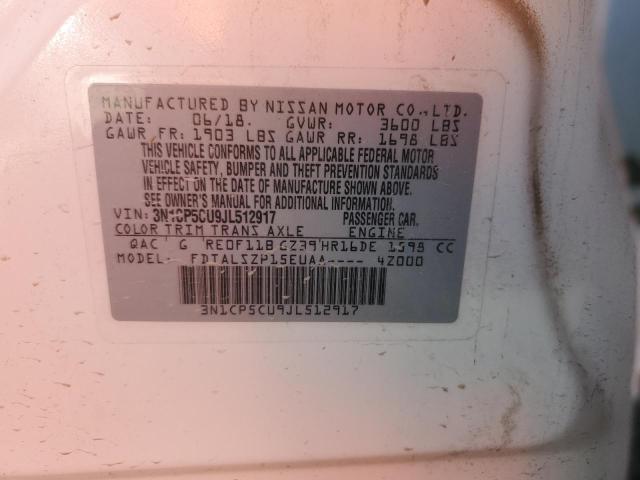 MANUFACTURED BY NISSAN MOTOR CO., LTD.
DATE: 06/18. GVWR: 3600 LBS
GAWR FR: 1903 LBS GAWR RR: 1698 LBS
THIS VEHICLE CONFORMS TO ALL APPLICABLE FEDERAL MOTOR
VEHICLE SAFETY, BUMPER AND THEFT PREVENTION STANDARDS
IN EFFECT ON THE DATE OF MANUFACTURE SHOWN ABOVE.
SEE OWNER'S MANUAL FOR ADDITIONAL INFORMATION.
VIN: 3N1CP5CU9JL512917 PASSENGER CAR.
COLOR TRIM TRANS AXLE ENGINE
QAC G RE0F11B GZ39 HR16DE 1598 CC
MODEL- FDTALSZH15EUAA---- 4Z000
3N1CP5CU9JL512917